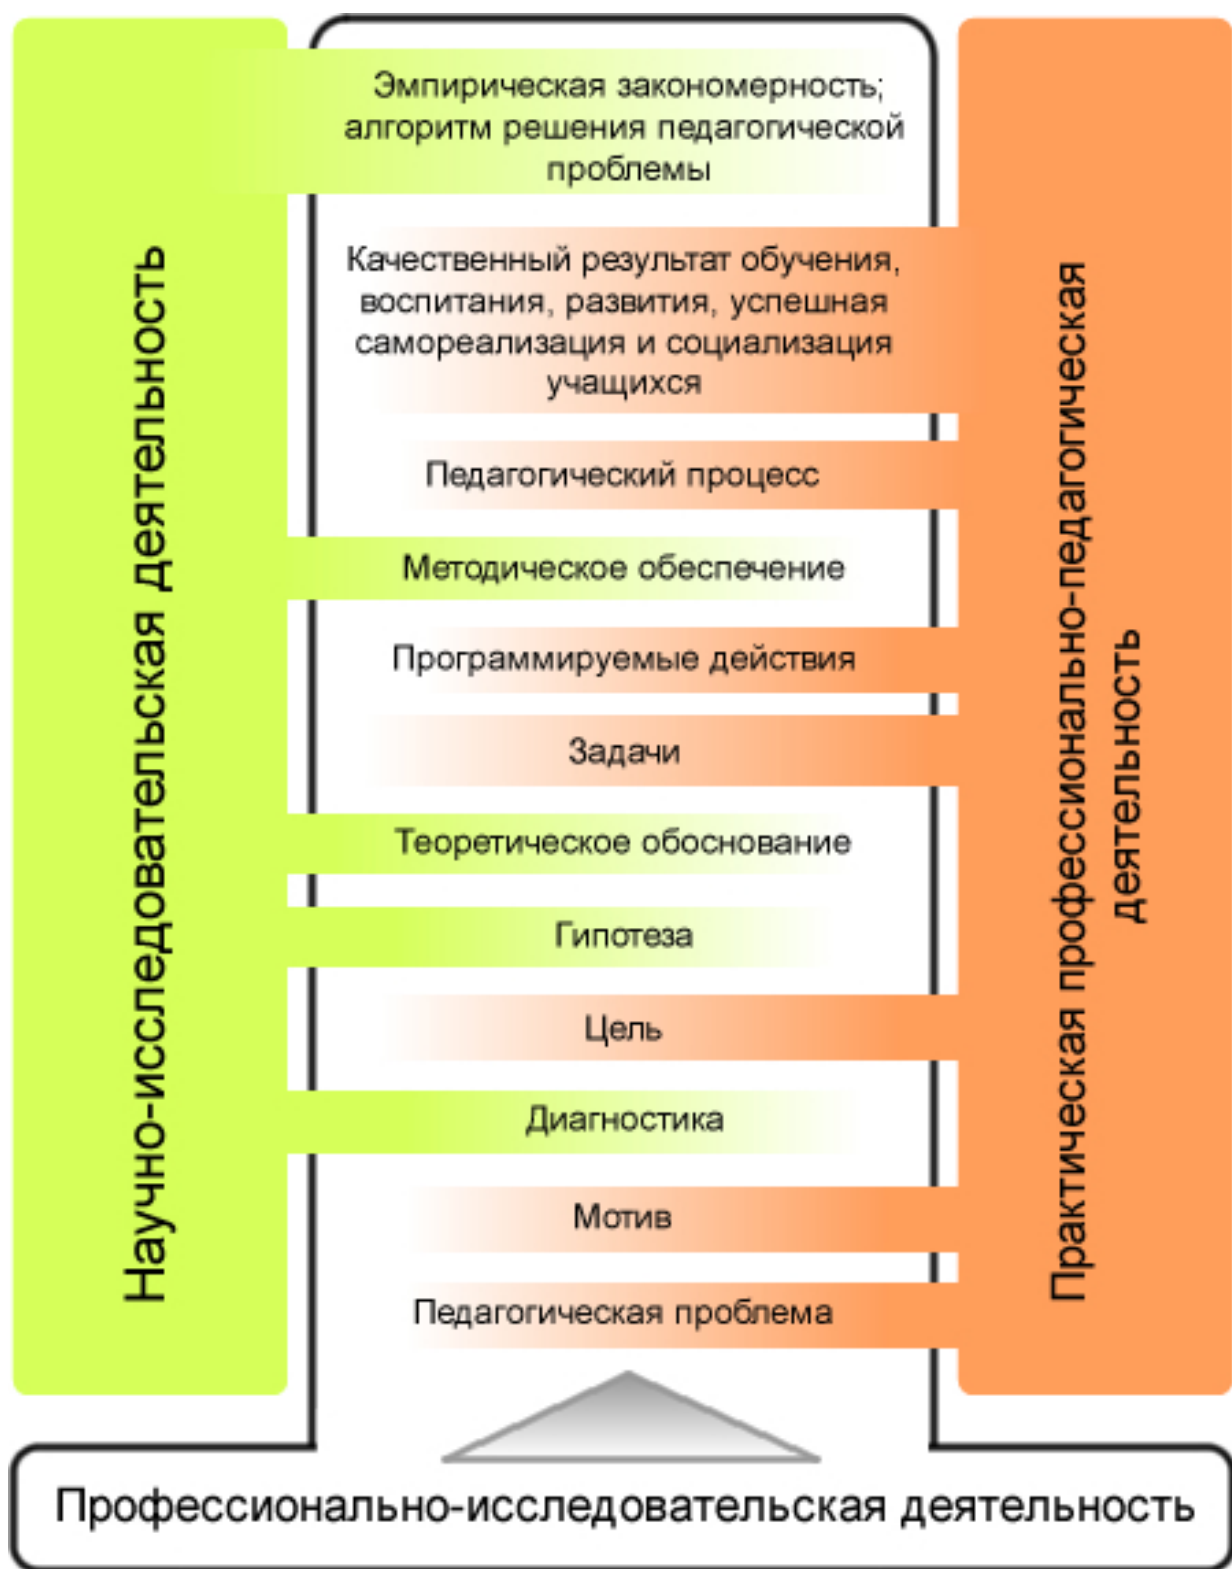 Эмпирическая закономерность;
алгоритм решения педагогической
проблемы
Качественный результат обучения,
воспитания, развития, успешная
самореализация и социализация
учащихся
Педагогический процесс
Методическое обеспечение
Программируемые действия
Задачи
Теоретическое обоснование
Гипотеза
Цель
Диагностика
Мотив
Педагогическая проблема
Научно-исследовательская деятельность
Практическая профессионально-педагогическая
деятельность
Профессионально-исследовательская деятельность